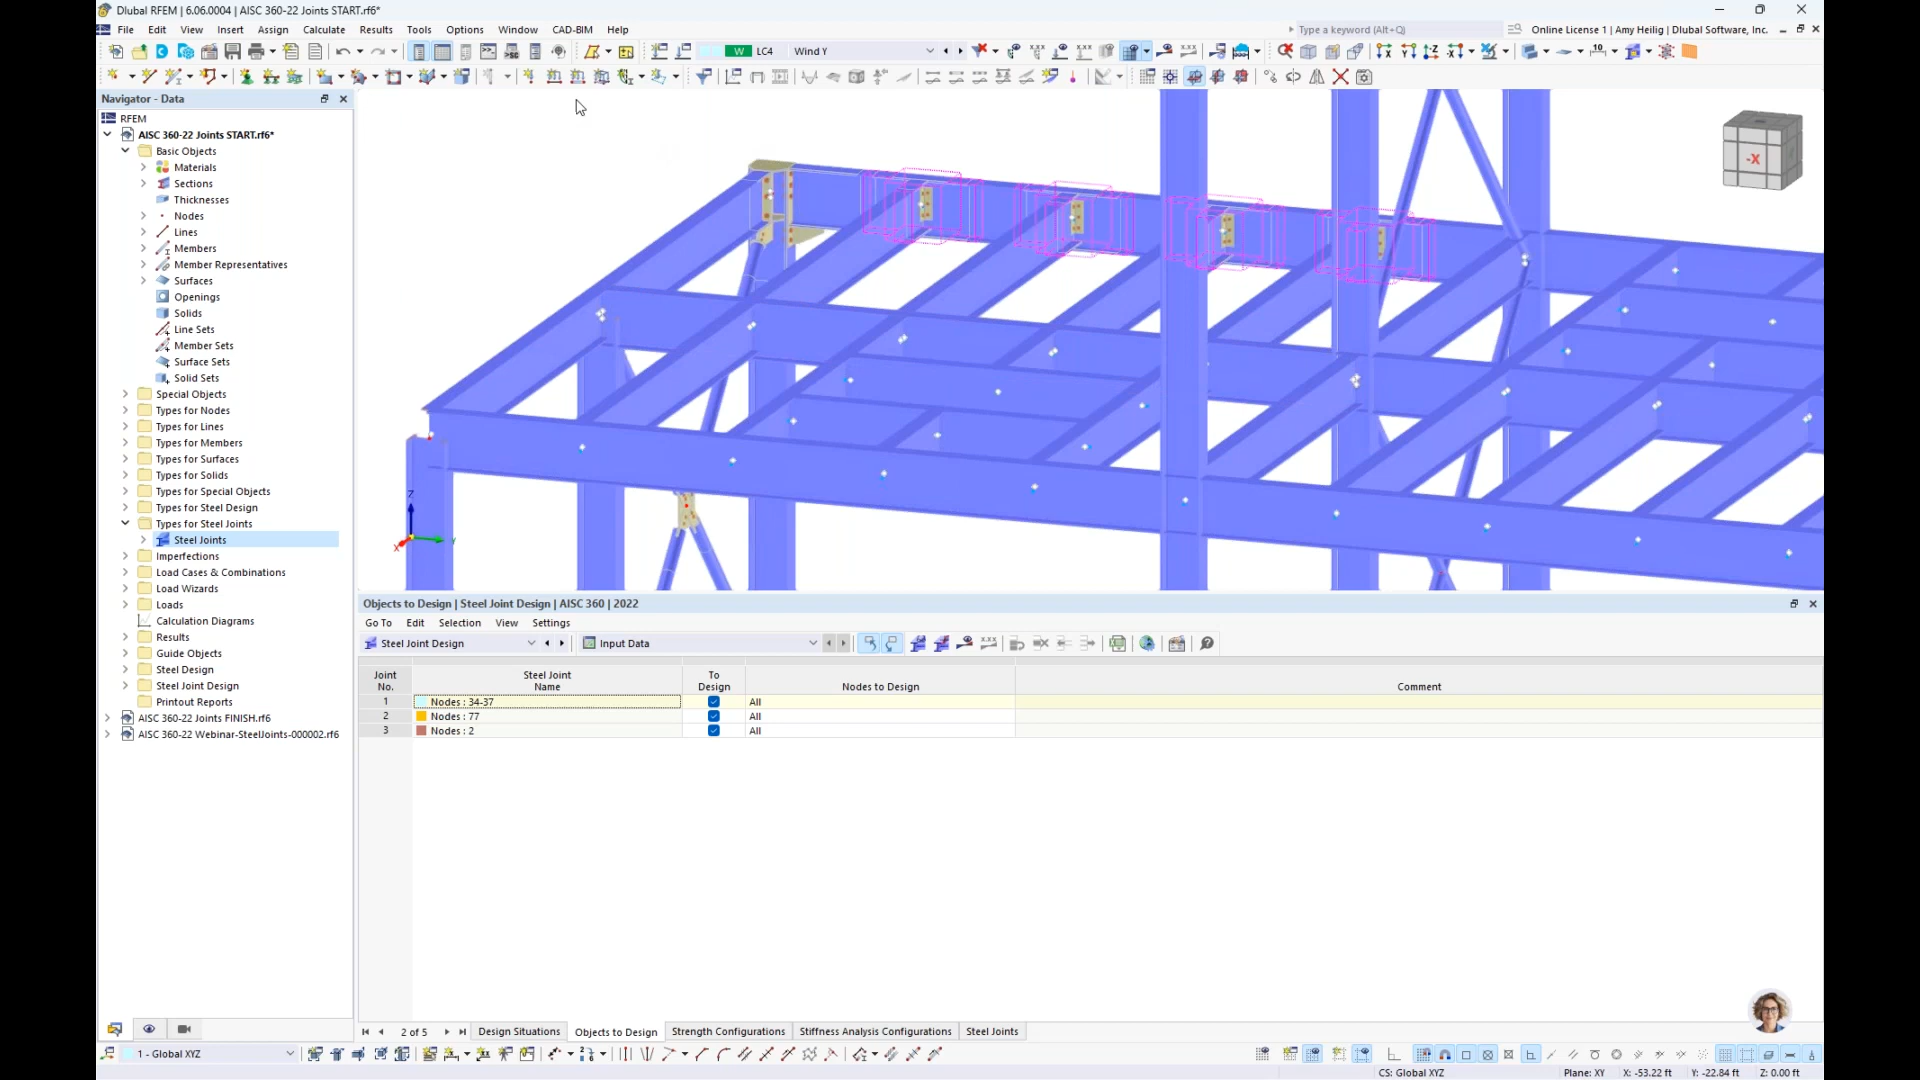 Dlubal RFEM | 6.06.0004 | AISC 360-22 Joints START.rf6*
File Edit View Insert Assign Calculate Results Tools Options Window CAD-BIM Help
Type a keyword (Alt+Q)
Online License 1 | Amy Heilig | Dlubal Software, Inc.
W LC4 Wind Y
Navigator - Data
RFEM
AISC 360-22 Joints START.rf6*
Basic Objects
Materials
Sections
Thicknesses
Nodes
Lines
Members
Member Representatives
Surfaces
Openings
Solids
Line Sets
Member Sets
Surface Sets
Solid Sets
Special Objects
Types for Nodes
Types for Lines
Types for Members
Types for Surfaces
Types for Solids
Types for Special Objects
Types for Steel Design
Types for Steel Joints
Steel Joints
Imperfections
Load Cases & Combinations
Load Wizards
Loads
Calculation Diagrams
Results
Guide Objects
Steel Design
Steel Joint Design
Printout Reports
AISC 360-22 Joints FINISH.rf6
AISC 360-22 Webinar-SteelJoints-000002.rf6
-X
Z
X
Y
Objects to Design | Steel Joint Design | AISC 360 | 2022
Go To Edit Selection View Settings
Steel Joint Design
Input Data
Joint No.
Steel Joint Name
To Design
Nodes to Design
Comment
1 Nodes : 34-37 All
2 Nodes : 77 All
3 Nodes : 2 All
2 of 5
Design Situations
Objects to Design
Strength Configurations
Stiffness Analysis Configurations
Steel Joints
1 - Global XYZ
CS: Global XYZ
Plane: XY
X: -53.22 ft
Y: -22.84 ft
Z: 0.00 ft